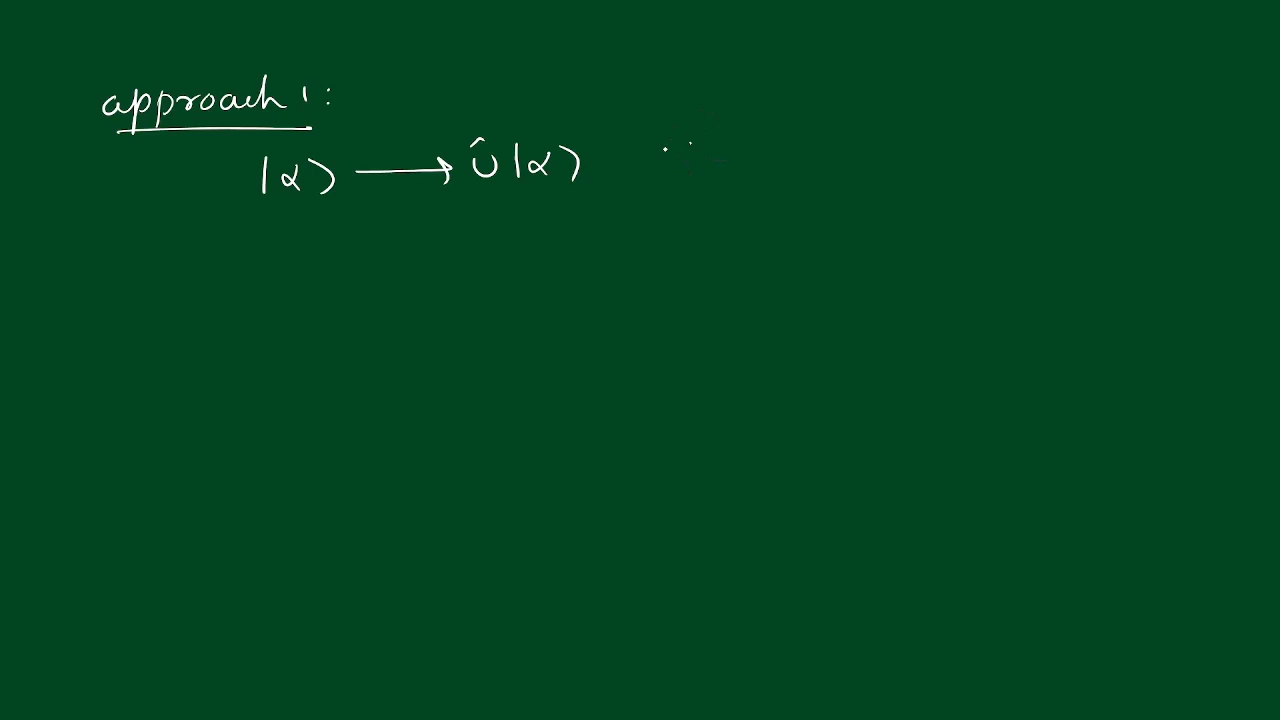 approach 1:
|α⟩ ⟶ Û|α⟩